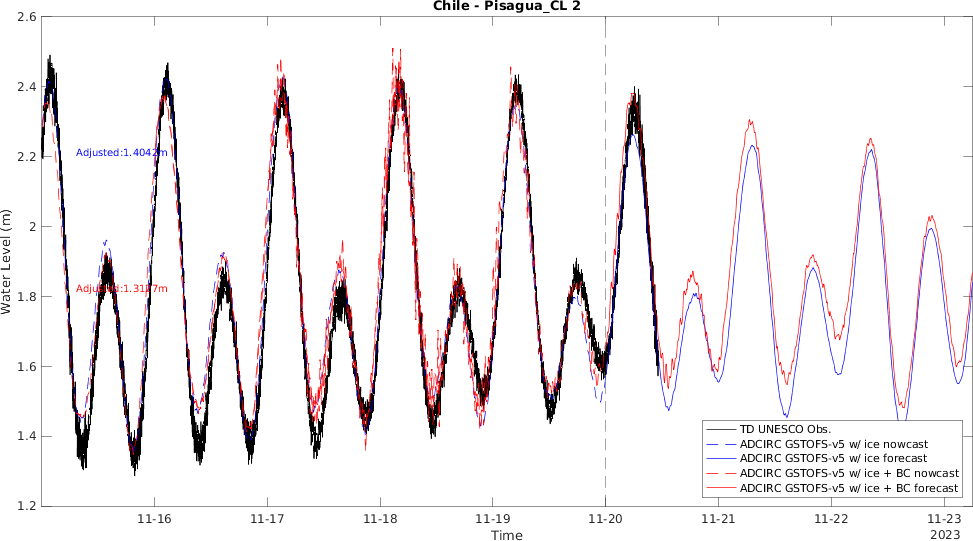 Chile - Pisagua_CL 2
2.6
2.4
2.2
2
1.8
1.6
1.4
1.2
Water Level (m)
Adjusted:1.4042m
TD UNESCO Obs.
ADCIRC GSTOFS-v5 w/ ice nowcast
ADCIRC GSTOFS-v5 w/ ice forecast
ADCIRC GSTOFS-v5 w/ ice + BC nowcast
ADCIRC GSTOFS-v5 w/ ice + BC forecast
11-16
11-17
11-18
11-19
11-20
11-21
11-22
11-23
Time
2023